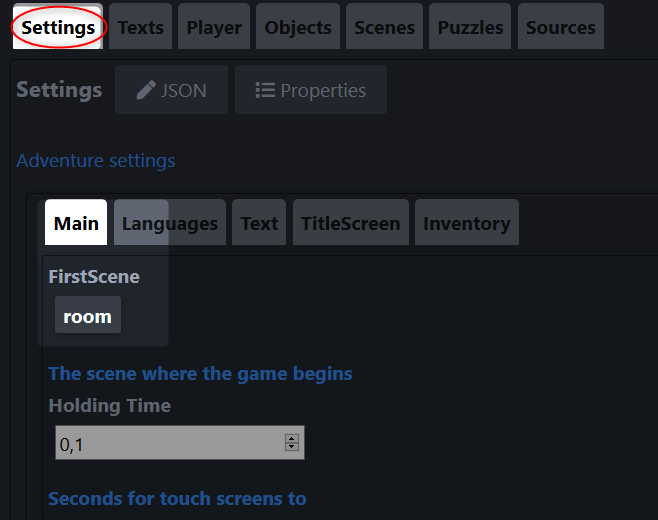 Settings Texts Player Objects Scenes Puzzles Sources
Settings JSON Properties
Adventure settings
Main Languages Text TitleScreen Inventory
FirstScene
room
The scene where the game begins
Holding Time
0,1
Seconds for touch screens to